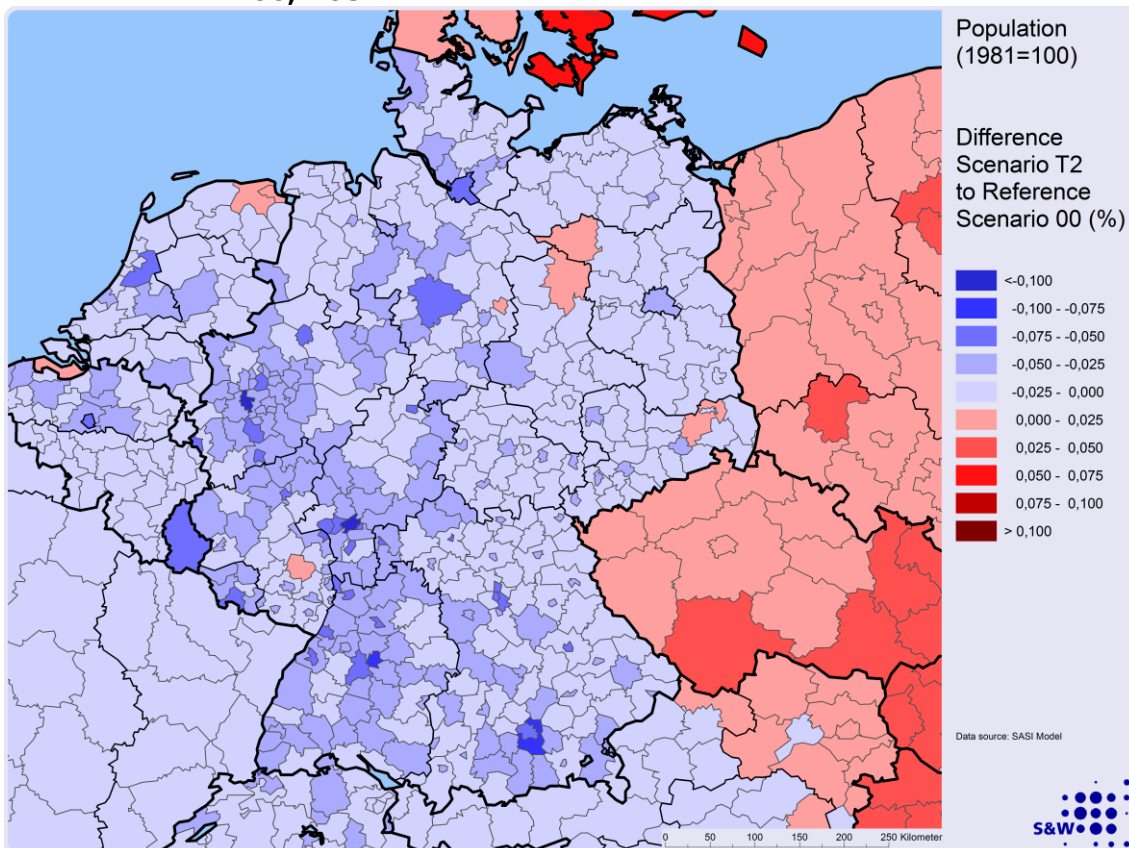 Population
(1981=100)
Difference
Scenario T2
to Reference
Scenario 00 (%)
<-0,100
-0,100 - -0,075
-0,075 - -0,050
-0,050 - -0,025
-0,025 - 0,000
0,000 - 0,025
0,025 - 0,050
0,050 - 0,075
0,075 - 0,100
> 0,100
Data source: SASI Model
0 50 100 150 200 250 Kilometer
S&W